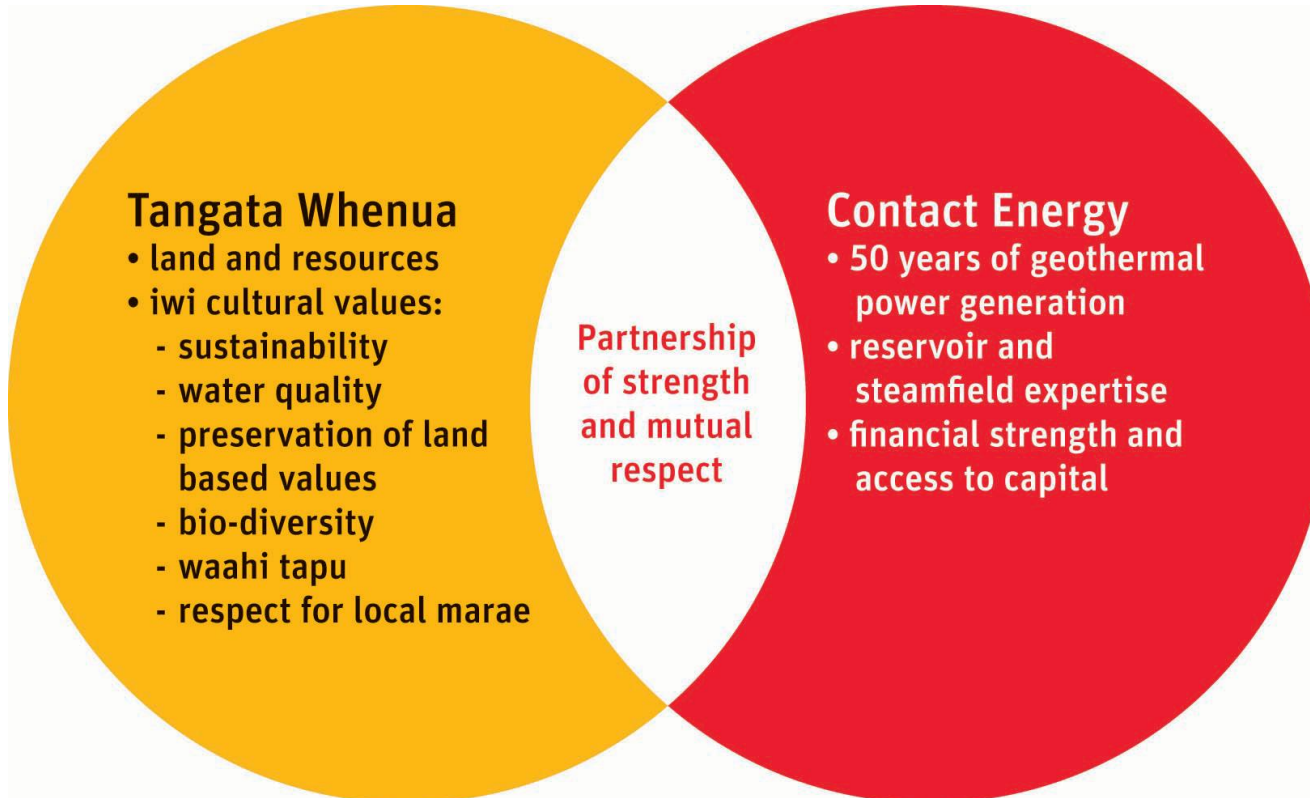 Tangata Whenua
• land and resources
• iwi cultural values:
- sustainability
- water quality
- preservation of land
based values
- bio-diversity
- waahi tapu
- respect for local marae
Partnership
of strength
and mutual
respect
Contact Energy
• 50 years of geothermal
power generation
• reservoir and
steamfield expertise
• financial strength and
access to capital